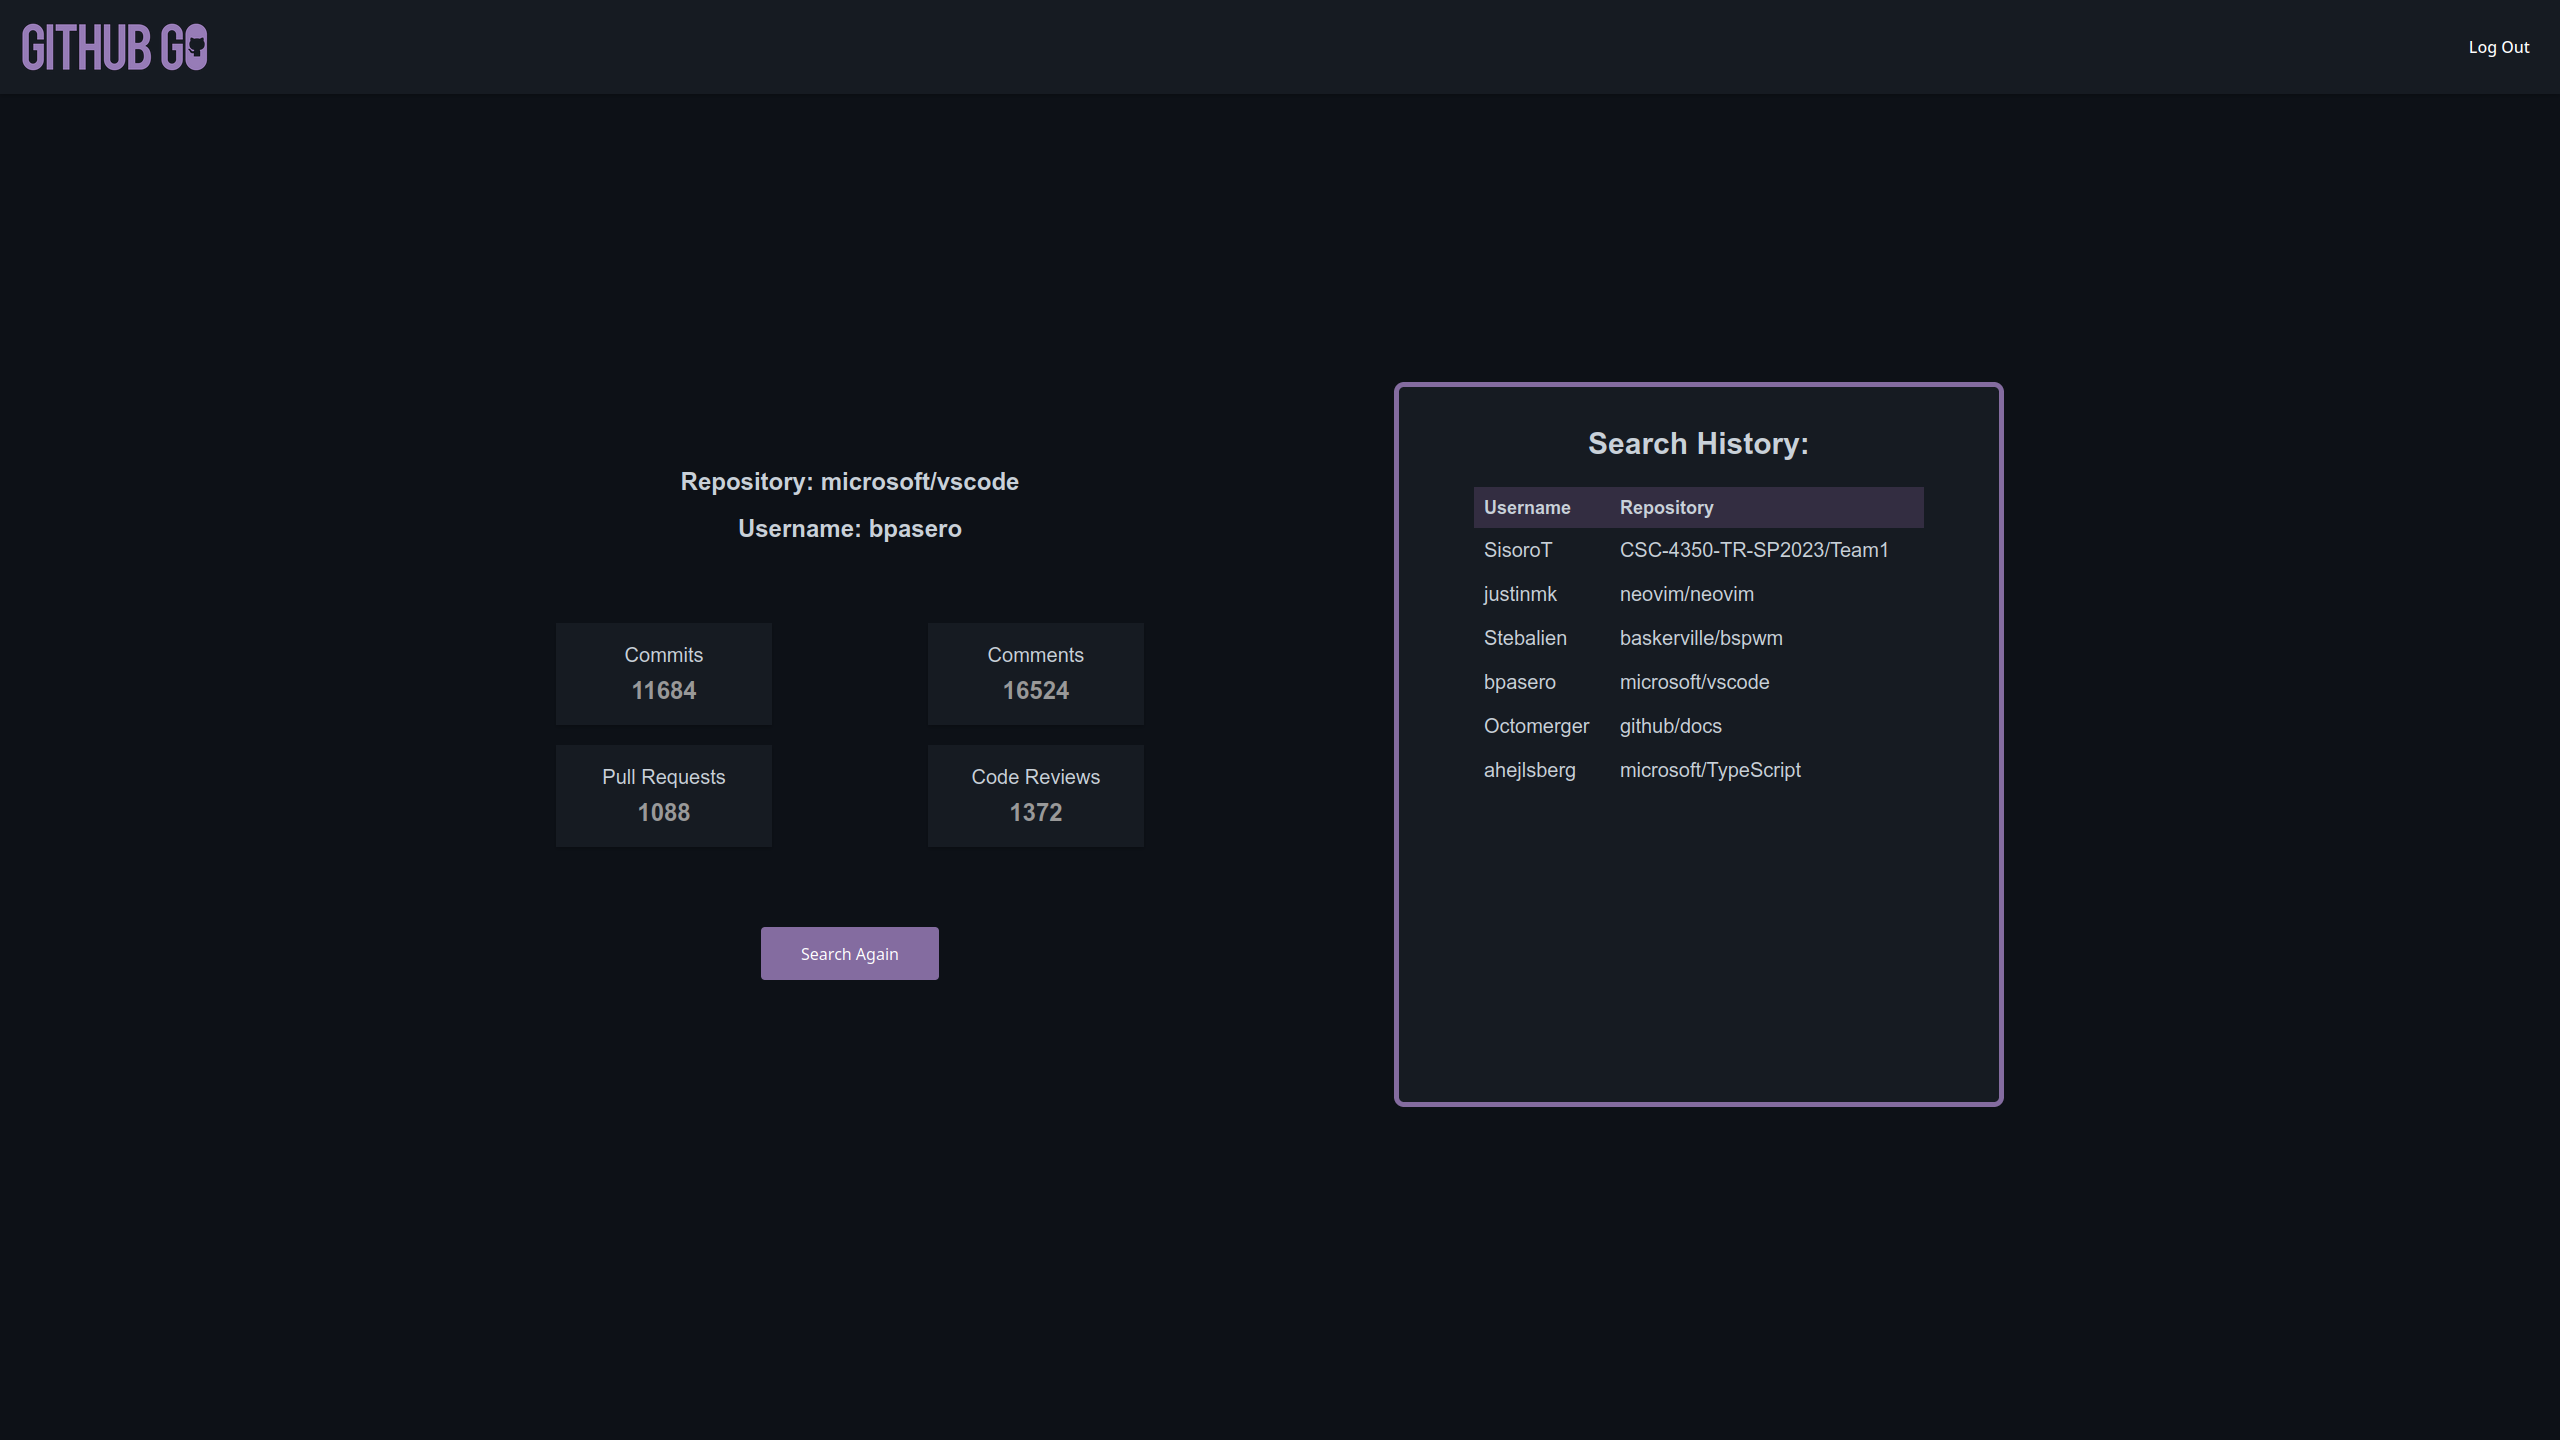 GITHUB GO
Log Out
Repository: microsoft/vscode
Username: bpasero
Commits
11684
Comments
16524
Pull Requests
1088
Code Reviews
1372
Search Again
Search History:
Username Repository
SisoroT CSC-4350-TR-SP2023/Team1
justinmk neovim/neovim
Stebalien baskerville/bspwm
bpasero microsoft/vscode
Octomerger github/docs
ahejlsberg microsoft/TypeScript